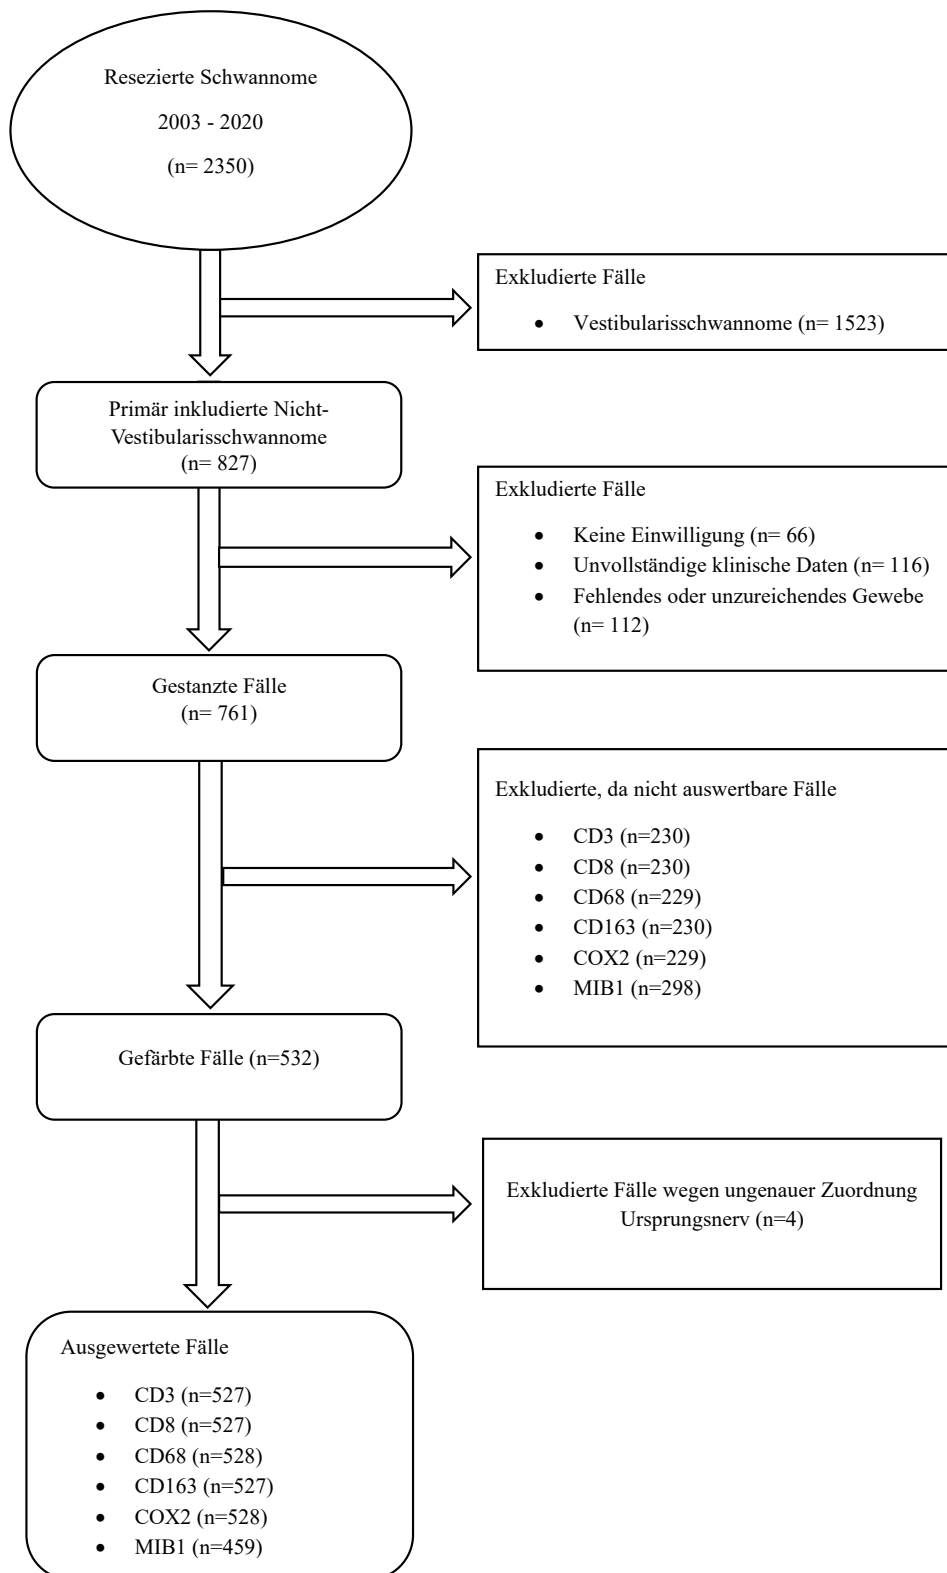 Resezierte Schwannome
2003 - 2020
(n= 2350)
Exkludierte Fälle
• Vestibularisschwannome (n= 1523)
Primär inkludierte Nicht-
Vestibularisschwannome
(n= 827)
Exkludierte Fälle
• Keine Einwilligung (n= 66)
• Unvollständige klinische Daten (n= 116)
• Fehlendes oder unzureichendes Gewebe
(n= 112)
Gestanzte Fälle
(n= 761)
Exkludierte, da nicht auswertbare Fälle
• CD3 (n=230)
• CD8 (n=230)
• CD68 (n=229)
• CD163 (n=230)
• COX2 (n=229)
• MIB1 (n=298)
Gefärbte Fälle (n=532)
Exkludierte Fälle wegen ungenauer Zuordnung
Ursprungsnerv (n=4)
Ausgewertete Fälle
• CD3 (n=527)
• CD8 (n=527)
• CD68 (n=528)
• CD163 (n=527)
• COX2 (n=528)
• MIB1 (n=459)